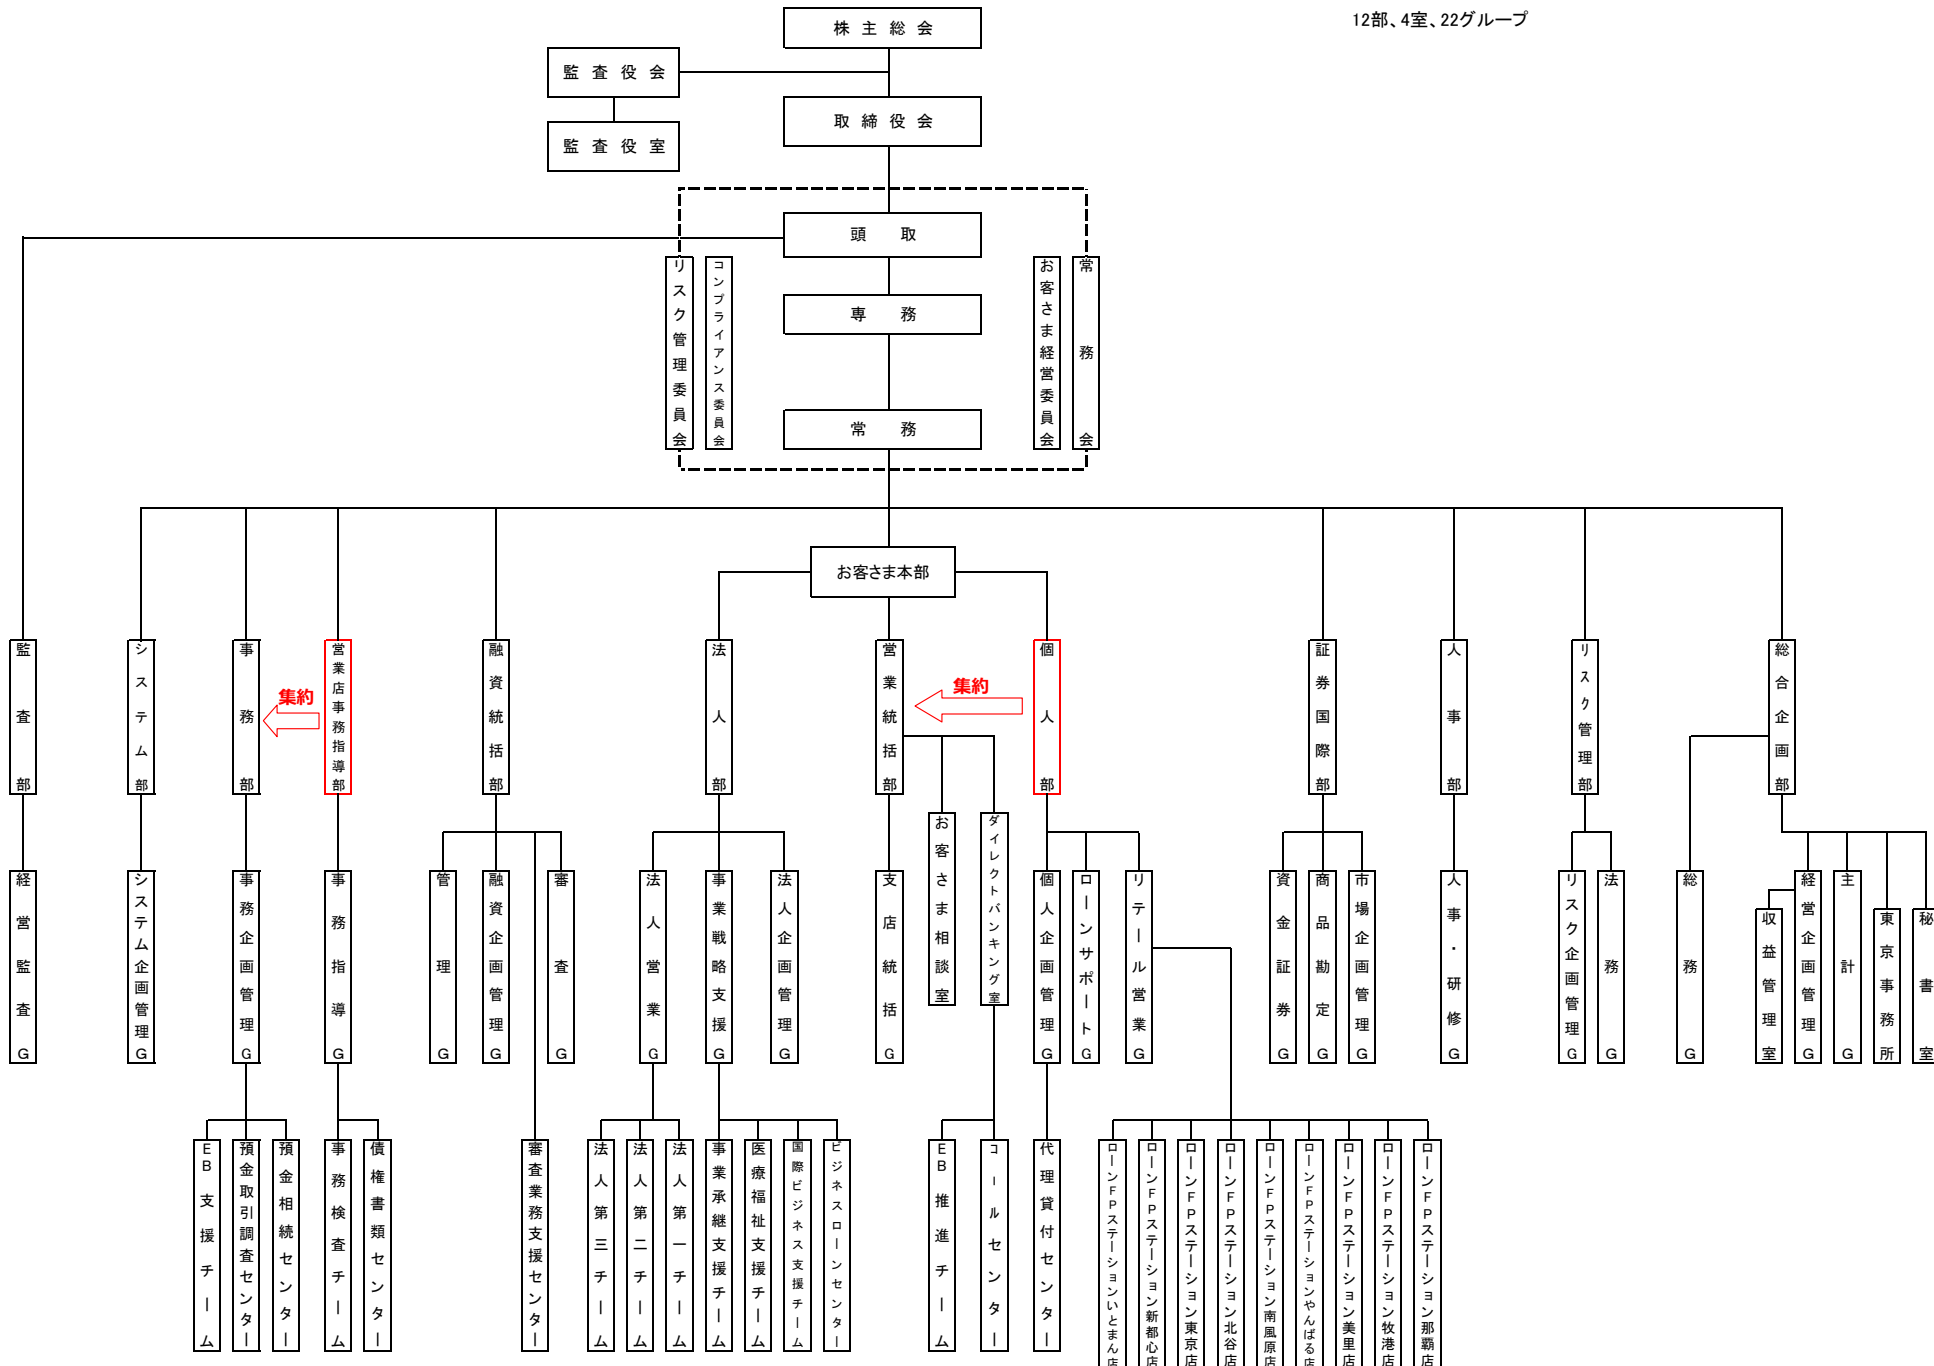 12部、4室、22グループ
株主総会
監査役会
取締役会
監査役室
頭取
リスク管理委員会
コンプライアンス委員会
お客さま経営委員会
常務会
専務
常務
お客さま本部
監査部
システム部
事務部
集約
営業店事務指導部
融資統括部
法人部
営業統括部
集約
個人部
証券国際部
人事部
リスク管理部
総合企画部
お客さま相談室
ダイレクトバンキング室
経営監査G
システム企画管理G
事務企画管理G
事務指導G
管理G
融資企画管理G
審査G
法人営業G
事業戦略支援G
法人企画管理G
支店統括G
個人企画管理G
ローンサポートG
リテール営業G
資金証券G
商品勘定G
市場企画管理G
人事・研修G
リスク企画管理G
法務G
総務G
収益管理室
経営企画管理G
主計G
東京事務所
秘書室
EB支援チーム
預金取引調査センター
預金相続センター
事務検査チーム
債権書類センター
審査業務支援センター
法人第三チーム
法人第二チーム
法人第一チーム
事業承継支援チーム
医療福祉支援チーム
国際ビジネス支援チーム
ビジネスローンセンター
EB推進チーム
コールセンター
代理貸付センター
ローンFPステーションいとまん店
ローンFPステーション新都心店
ローンFPステーション東京店
ローンFPステーション北谷店
ローンFPステーション南風原店
ローンFPステーションやんばる店
ローンFPステーション美里店
ローンFPステーション牧港店
ローンFPステーション那覇店